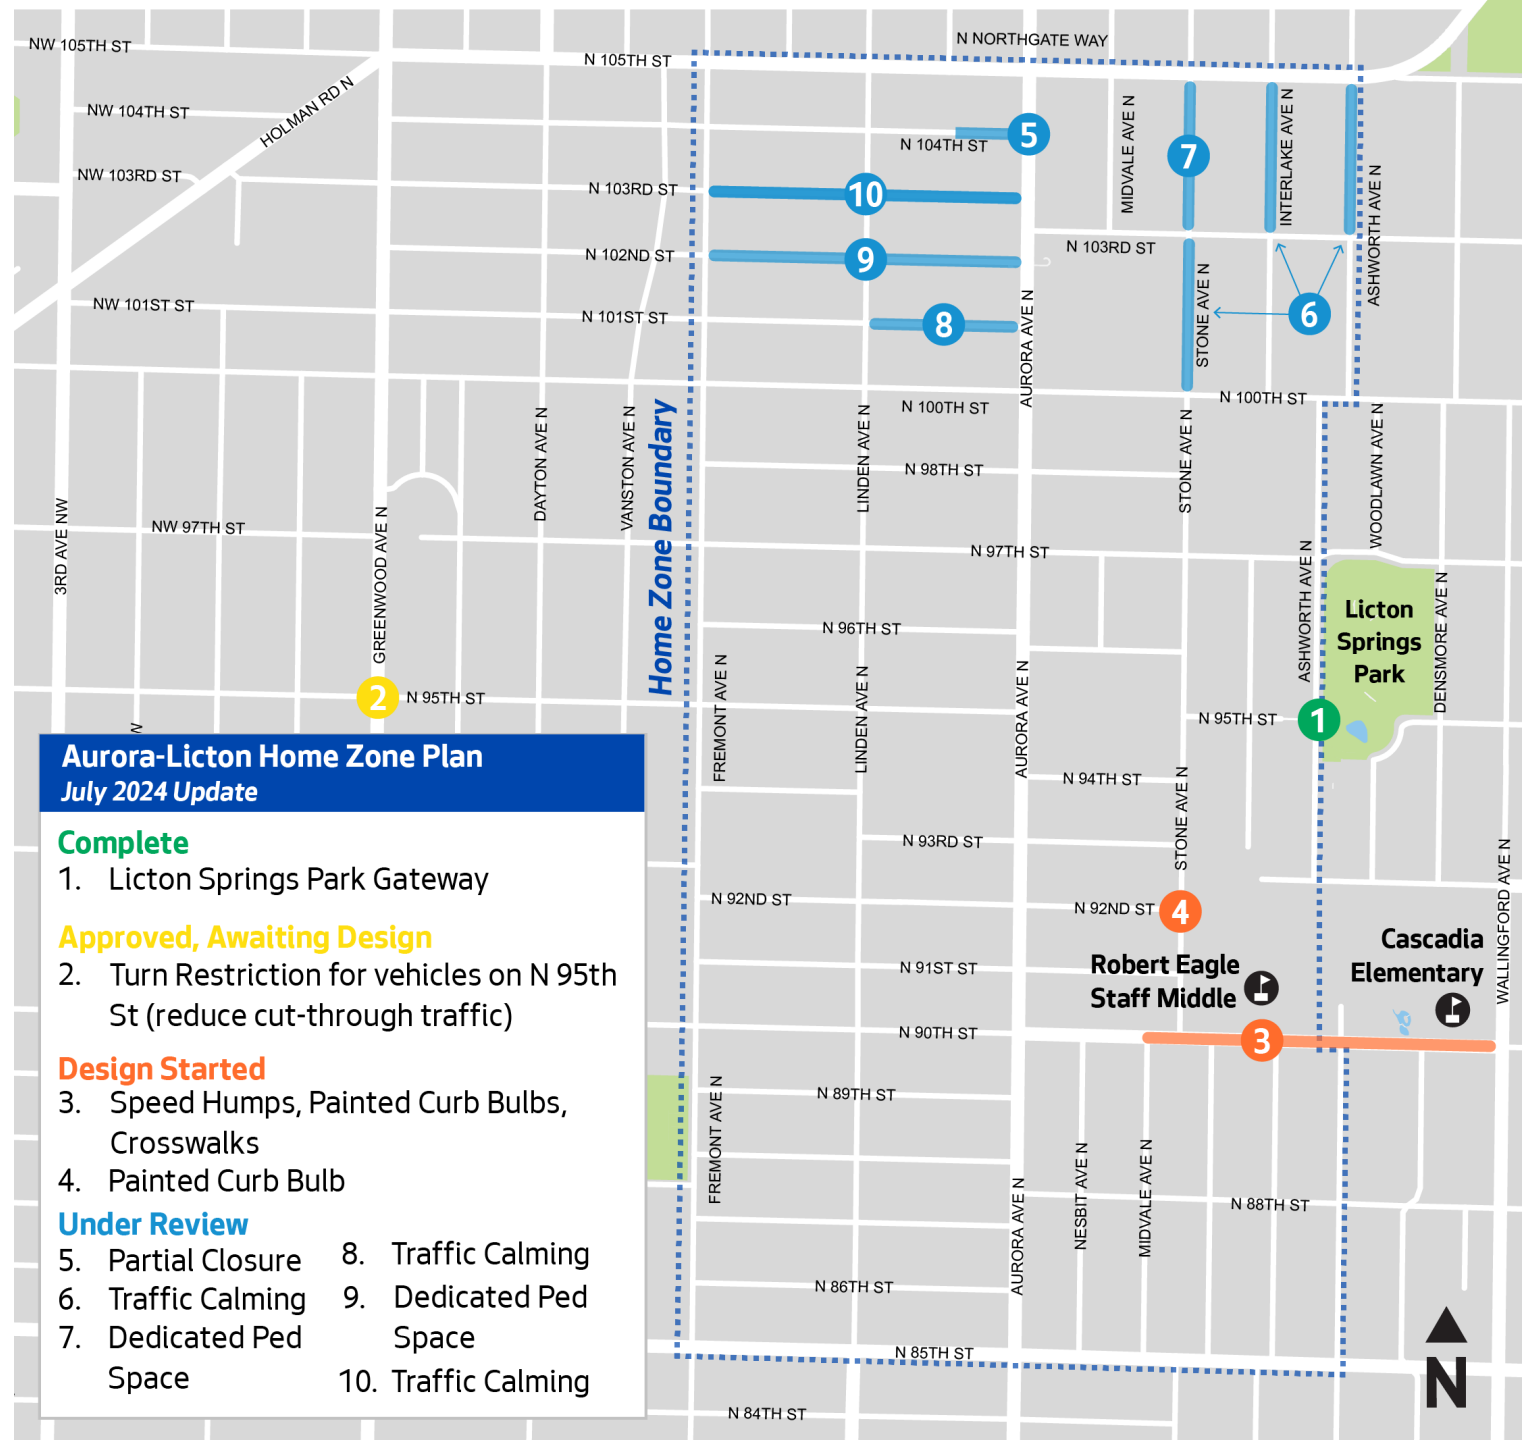 N NORTHGATE WAY
NW 105TH ST
N 105TH ST
HOLMAN RD N
NW 104TH ST
N 104TH ST
5
MIDVALE AVE N
7
INTERLAKE AVE N
NW 103RD ST
N 103RD ST
10
ASHWORTH AVE N
N 103RD ST
N 102ND ST
9
STONE AVE N
NW 101ST ST
N 101ST ST
8
6
AURORA AVE N
N 100TH ST
N 100TH ST
Home Zone Boundary
DAYTON AVE N
VANSTON AVE N
LINDEN AVE N
STONE AVE N
WOODLAWN AVE N
N 98TH ST
3RD AVE NW
NW 97TH ST
GREENWOOD AVE N
N 97TH ST
ASHWORTH AVE N
DENSMORE AVE N
Licton
Springs
Park
N 96TH ST
FREMONT AVE N
LINDEN AVE N
AURORA AVE N
2
N 95TH ST
N 95TH ST
1
W
N 94TH ST
STONE AVE N
N 93RD ST
WALLINGFORD AVE N
N 92ND ST
N 92ND ST
4
Cascadia
Elementary
Robert Eagle
Staff Middle
N 91ST ST
N 90TH ST
3
N 89TH ST
FREMONT AVE N
AURORA AVE N
NESBIT AVE N
MIDVALE AVE N
N 88TH ST
N 86TH ST
N 85TH ST
N 84TH ST
N
Aurora-Licton Home Zone Plan
July 2024 Update
Complete
1. Licton Springs Park Gateway
Approved, Awaiting Design
2. Turn Restriction for vehicles on N 95th
St (reduce cut-through traffic)
Design Started
3. Speed Humps, Painted Curb Bulbs,
Crosswalks
4. Painted Curb Bulb
Under Review
5. Partial Closure
6. Traffic Calming
7. Dedicated Ped
Space
8. Traffic Calming
9. Dedicated Ped
Space
10. Traffic Calming